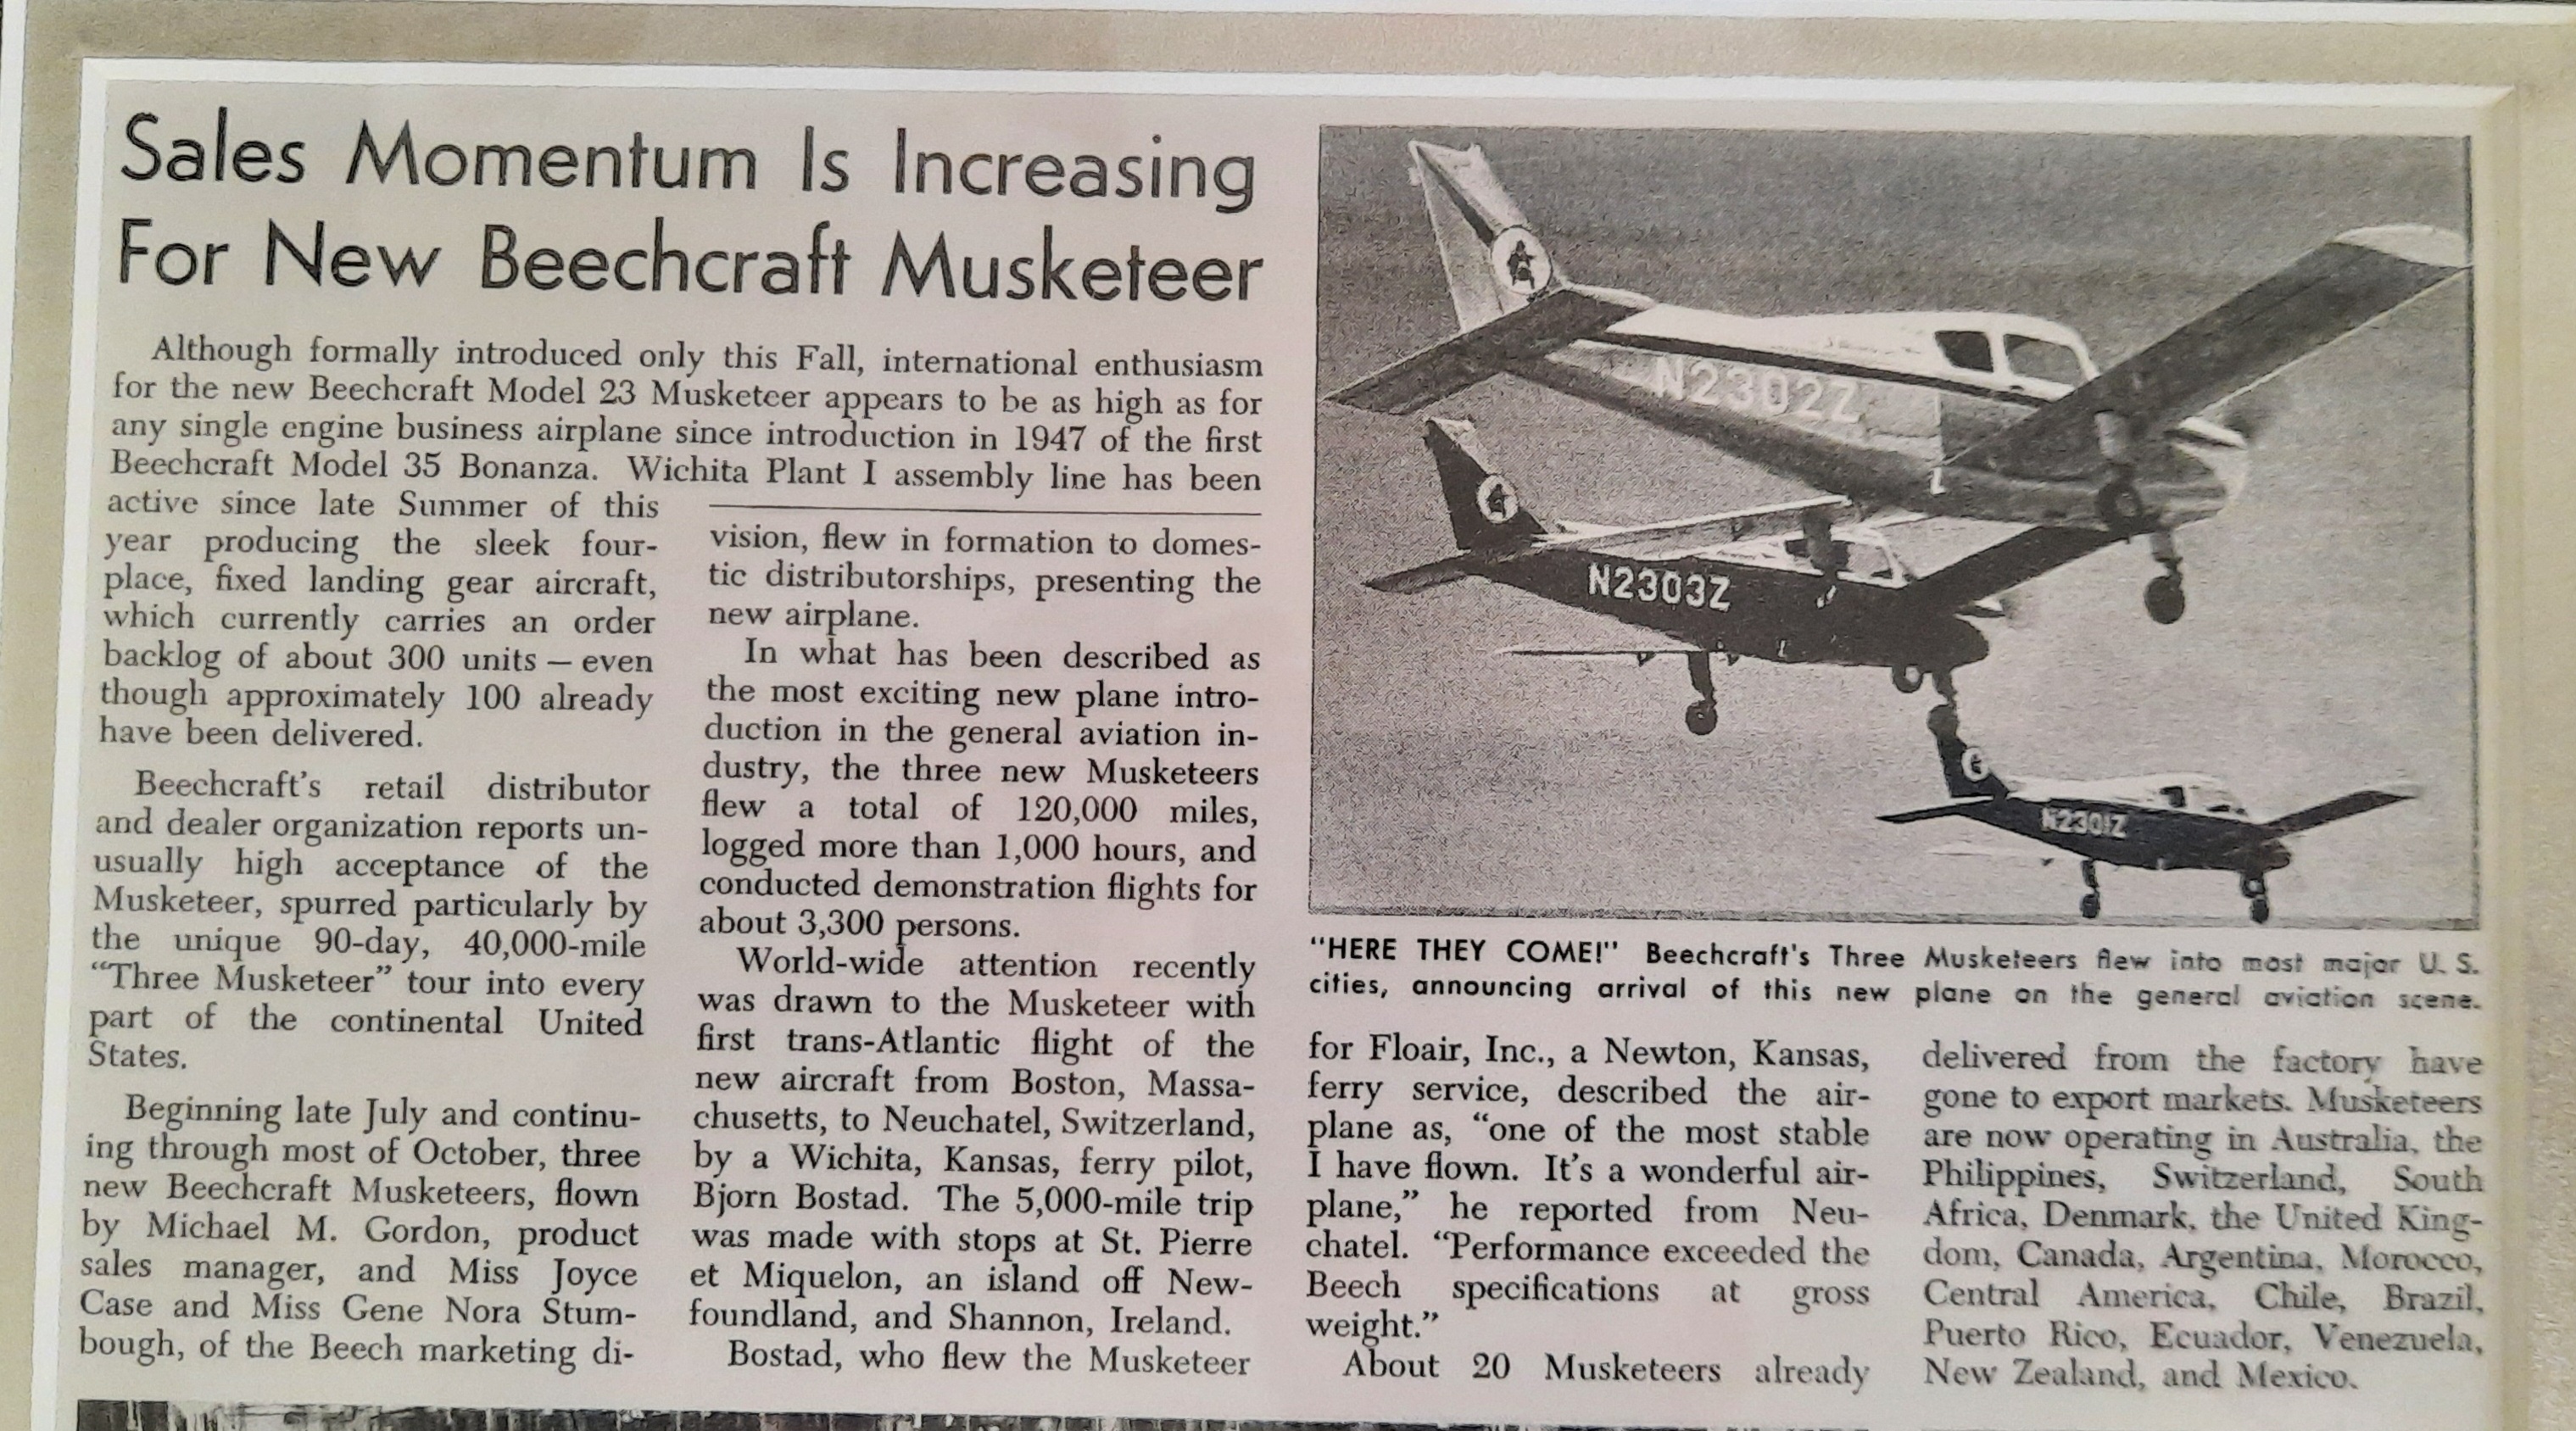 Sales Momentum Is Increasing
For New Beechcraft Musketeer
Although formally introduced only this Fall, international enthusiasm
for the new Beechcraft Model 23 Musketeer appears to be as high as for
any single engine business airplane since introduction in 1947 of the first
Beechcraft Model 35 Bonanza. Wichita Plant I assembly line has been
active since late Summer of this
year producing the sleek four-
place, fixed landing gear aircraft,
which currently carries an order
backlog of about 300 units — even
though approximately 100 already
have been delivered.
Beechcraft's retail distributor
and dealer organization reports un-
usually high acceptance of the
Musketeer, spurred particularly by
the unique 90-day, 40,000-mile
“Three Musketeer” tour into every
part of the continental United
States.
Beginning late July and continu-
ing through most of October, three
new Beechcraft Musketeers, flown
by Michael M. Gordon, product
sales manager, and Miss Joyce
Case and Miss Gene Nora Stum-
bough, of the Beech marketing di-
vision, flew in formation to domes-
tic distributorships, presenting the
new airplane.
In what has been described as
the most exciting new plane intro-
duction in the general aviation in-
dustry, the three new Musketeers
flew a total of 120,000 miles,
logged more than 1,000 hours, and
conducted demonstration flights for
about 3,300 persons.
World-wide attention recently
was drawn to the Musketeer with
first trans-Atlantic flight of the
new aircraft from Boston, Massa-
chusetts, to Neuchatel, Switzerland,
by a Wichita, Kansas, ferry pilot,
Bjorn Bostad. The 5,000-mile trip
was made with stops at St. Pierre
et Miquelon, an island off New-
foundland, and Shannon, Ireland.
Bostad, who flew the Musketeer
N2302Z
N2303Z
N2301Z
"HERE THEY COME!" Beechcraft's Three Musketeers flew into most major U. S.
cities, announcing arrival of this new plane on the general aviation scene.
for Floair, Inc., a Newton, Kansas,
ferry service, described the air-
plane as, “one of the most stable
I have flown. It's a wonderful air-
plane,” he reported from Neu-
chatel. “Performance exceeded the
Beech specifications at gross
weight.”
About 20 Musketeers already
delivered from the factory have
gone to export markets. Musketeers
are now operating in Australia, the
Philippines, Switzerland, South
Africa, Denmark, the United King-
dom, Canada, Argentina, Morocco,
Central America, Chile, Brazil,
Puerto Rico, Ecuador, Venezuela,
New Zealand, and Mexico.